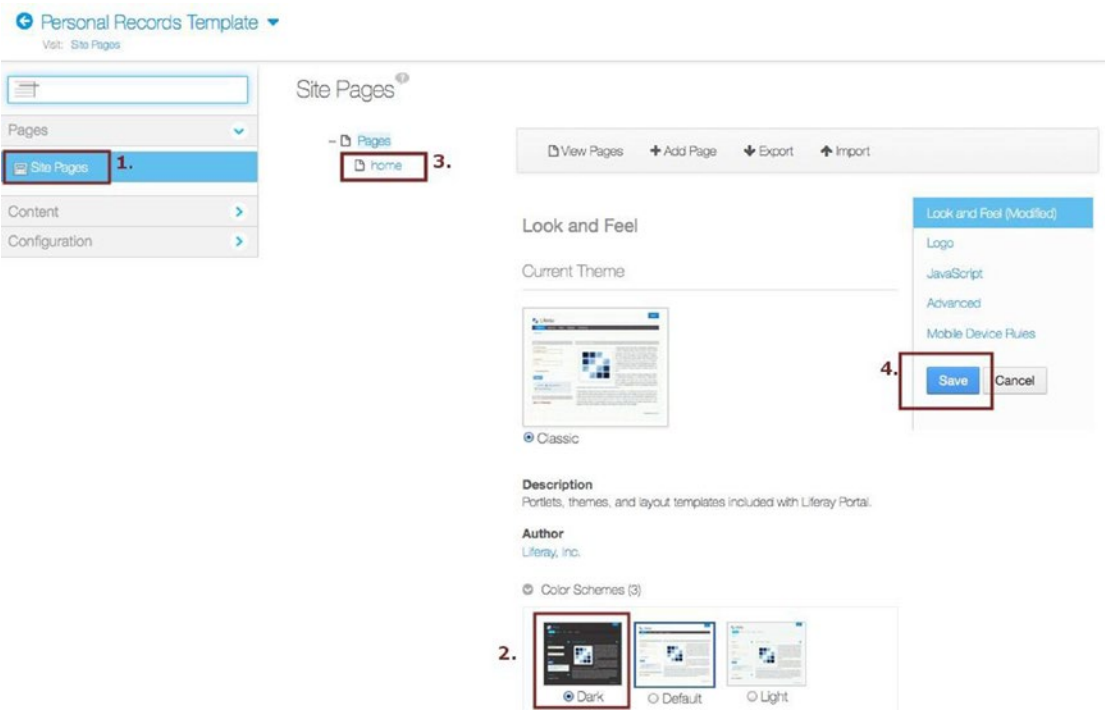 Personal Records Template
Visit: Site Pages
Site Pages
Pages
Site Pages
1.
Content
Configuration
Pages
home
3.
View Pages
Add Page
Export
Import
Look and Feel
Current Theme
Classic
Description
Portlets, themes, and layout templates included with Liferay Portal.
Author
Liferay, Inc.
Color Schemes (3)
2.
Dark
Default
Light
Look and Feel (Modified)
Logo
JavaScript
Advanced
Mobile Device Rules
4.
Save
Cancel